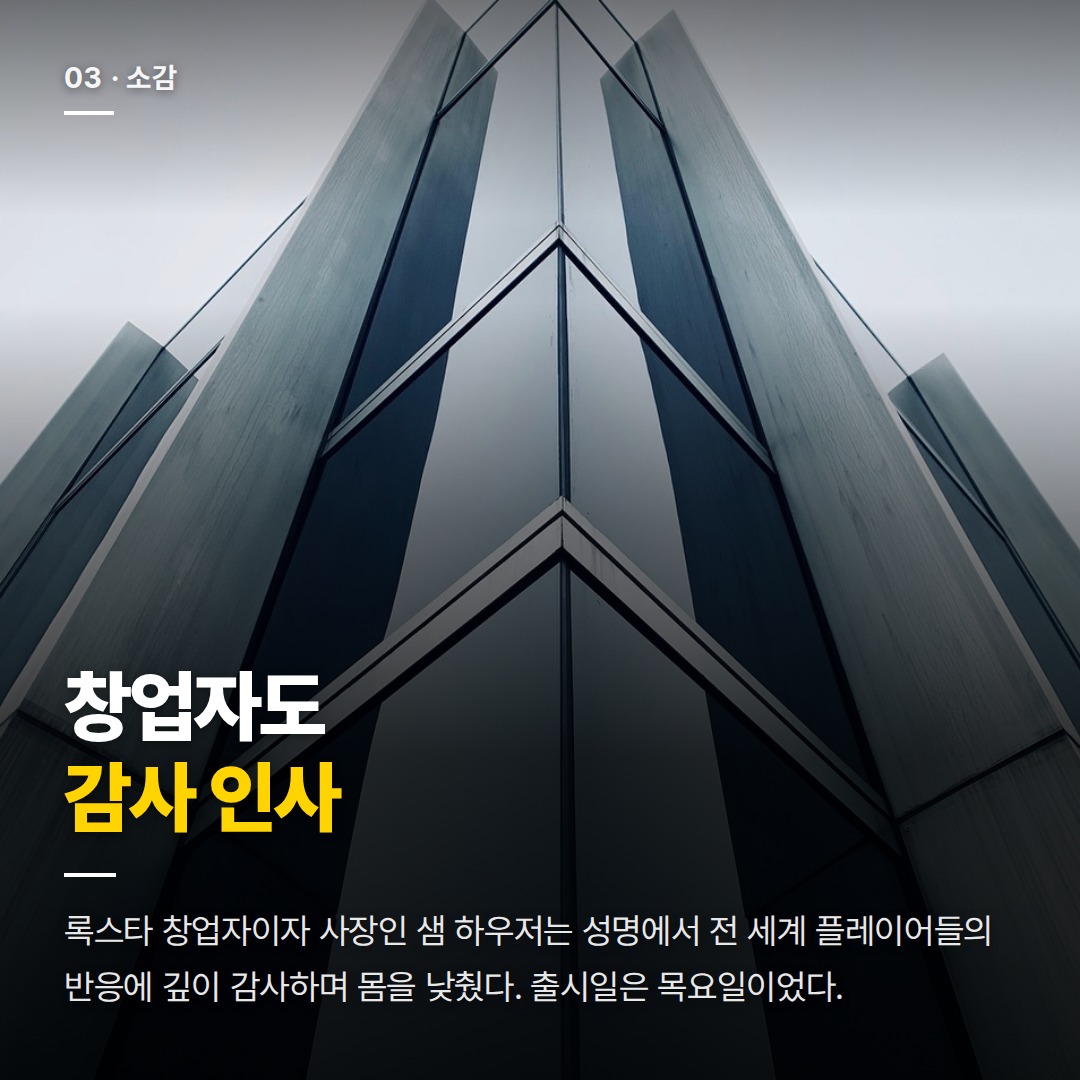 03 · 소감
창업자도
감사 인사
록스타 창업자이자 사장인 샘 하우저는 성명에서 전 세계 플레이어들의
반응에 깊이 감사하며 몸을 낮췄다. 출시일은 목요일이었다.